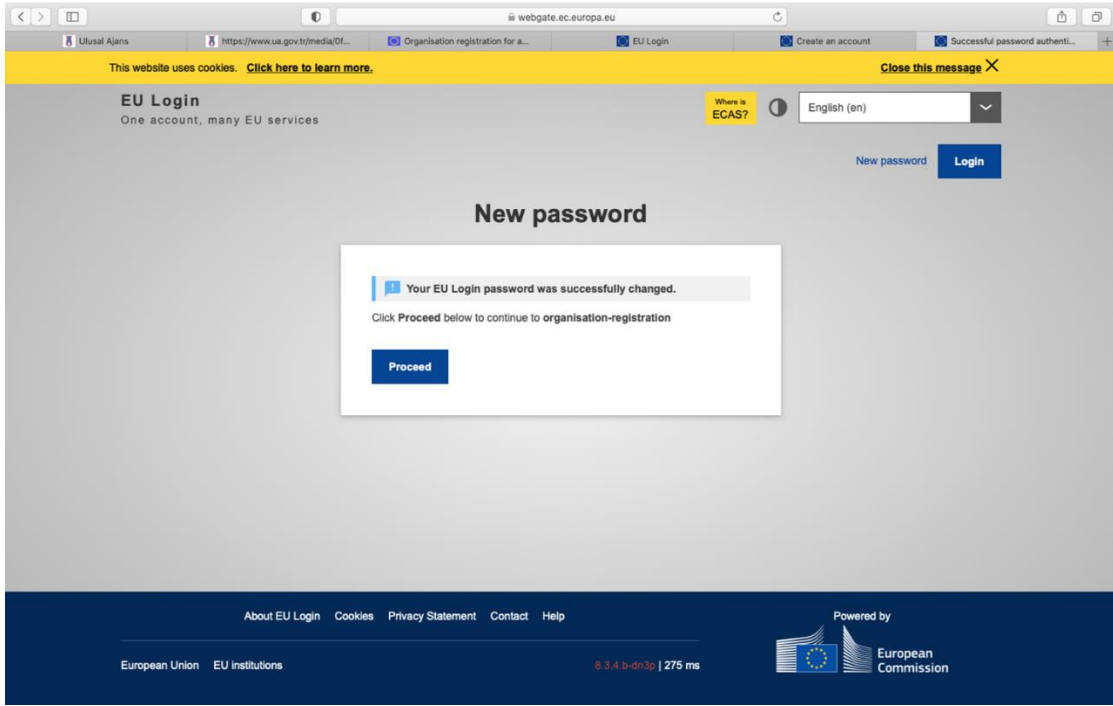 webgate.ec.europa.eu
Ulusal Ajans
https://www.ua.gov.tr/media/0f...
Organisation registration for a...
EU Login
Create an account
Successful password authenti...
This website uses cookies. Click here to learn more.
Close this message
EU Login
One account, many EU services
Where is
ECAS?
English (en)
New password
Login
New password
Your EU Login password was successfully changed.
Click Proceed below to continue to organisation-registration
Proceed
About EU Login Cookies Privacy Statement Contact Help
Powered by
European Union EU institutions
8.3.4.b-dn3p | 275 ms
European
Commission